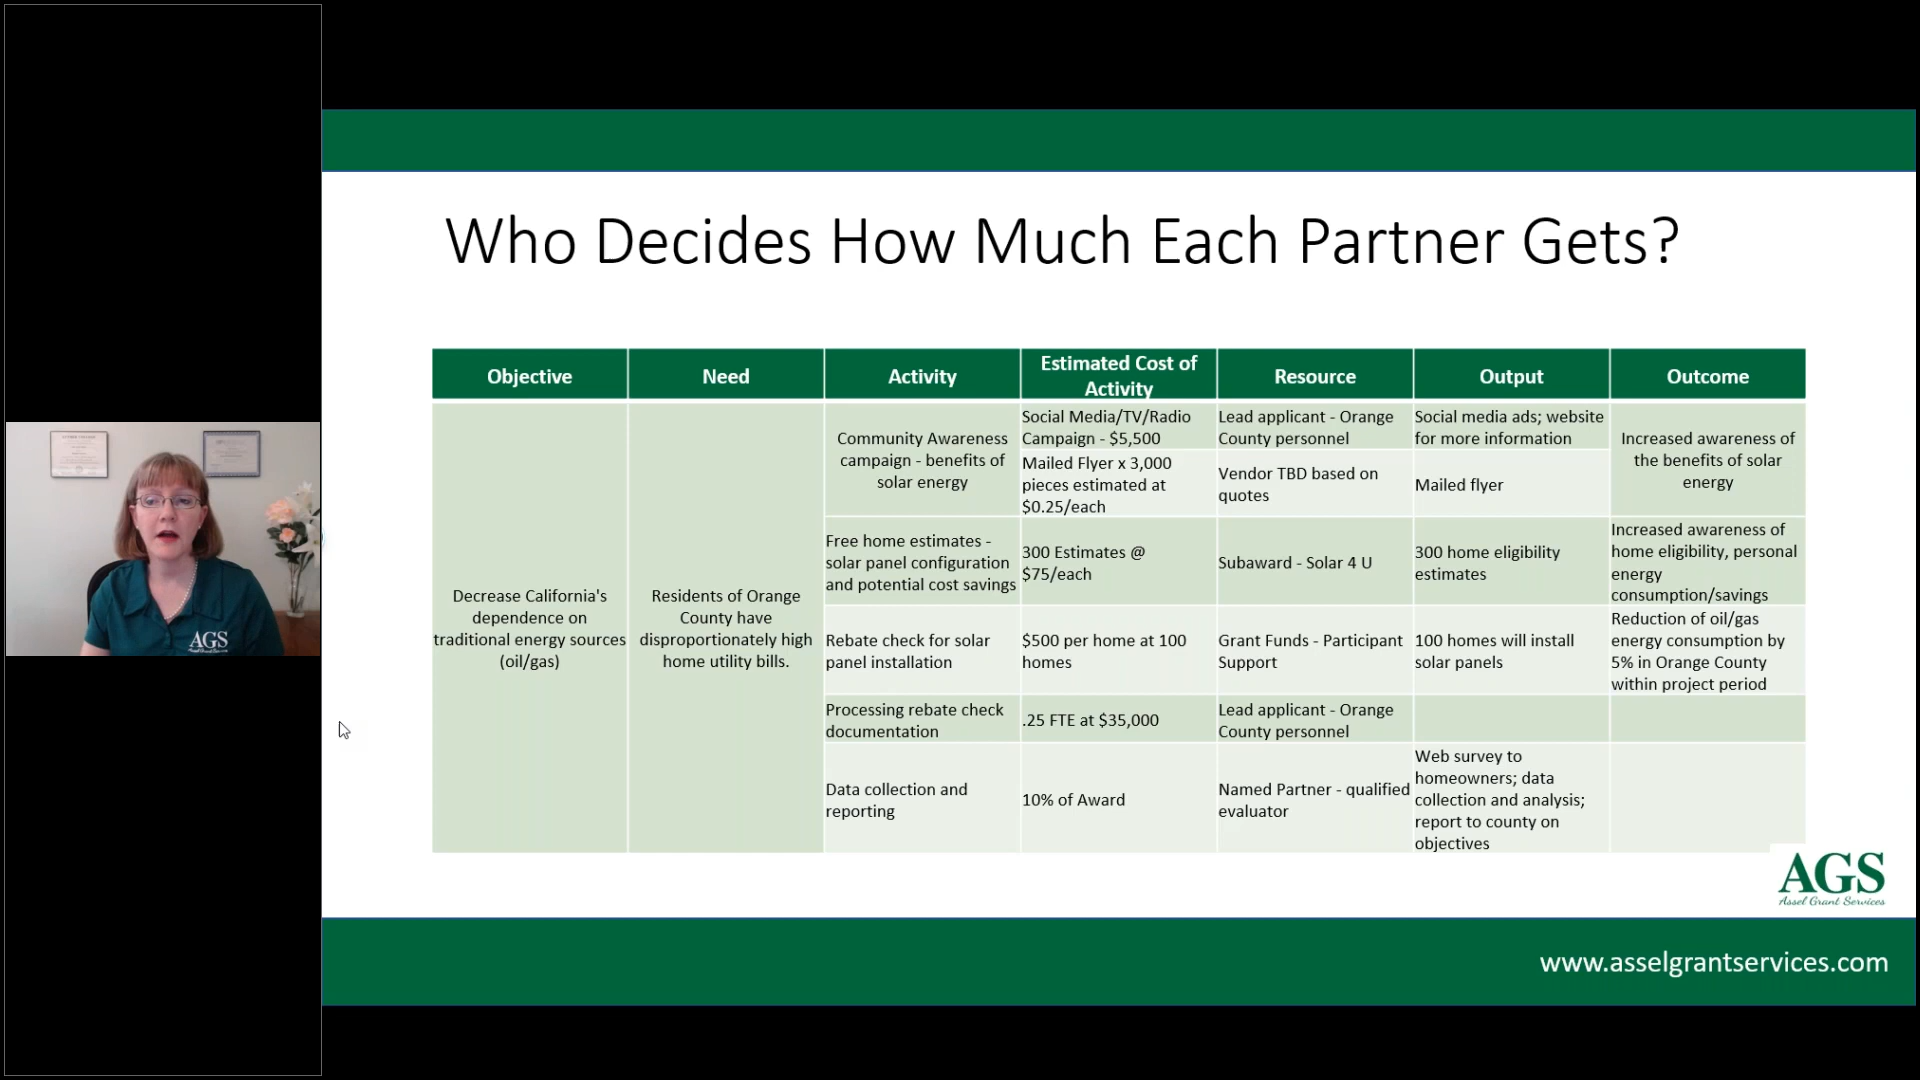 Who Decides How Much Each Partner Gets?
Objective
Need
Activity
Estimated Cost of
Activity
Resource
Output
Outcome
Decrease California's
dependence on
traditional energy sources
(oil/gas)
Residents of Orange
County have
disproportionately high
home utility bills.
Community Awareness
campaign - benefits of
solar energy
Social Media/TV/Radio
Campaign - $5,500
Lead applicant - Orange
County personnel
Social media ads; website
for more information
Increased awareness of
the benefits of solar
energy
Mailed Flyer x 3,000
pieces estimated at
$0.25/each
Vendor TBD based on
quotes
Mailed flyer
Free home estimates -
solar panel configuration
and potential cost savings
300 Estimates @
$75/each
Subaward - Solar 4 U
300 home eligibility
estimates
Increased awareness of
home eligibility, personal
energy
consumption/savings
Rebate check for solar
panel installation
$500 per home at 100
homes
Grant Funds - Participant
Support
100 homes will install
solar panels
Reduction of oil/gas
energy consumption by
5% in Orange County
within project period
Processing rebate check
documentation
.25 FTE at $35,000
Lead applicant - Orange
County personnel
Data collection and
reporting
10% of Award
Named Partner - qualified
evaluator
Web survey to
homeowners; data
collection and analysis;
report to county on
objectives
AGS
Assel Grant Services
www.asselgrantservices.com
AGS
Assel Grant Services